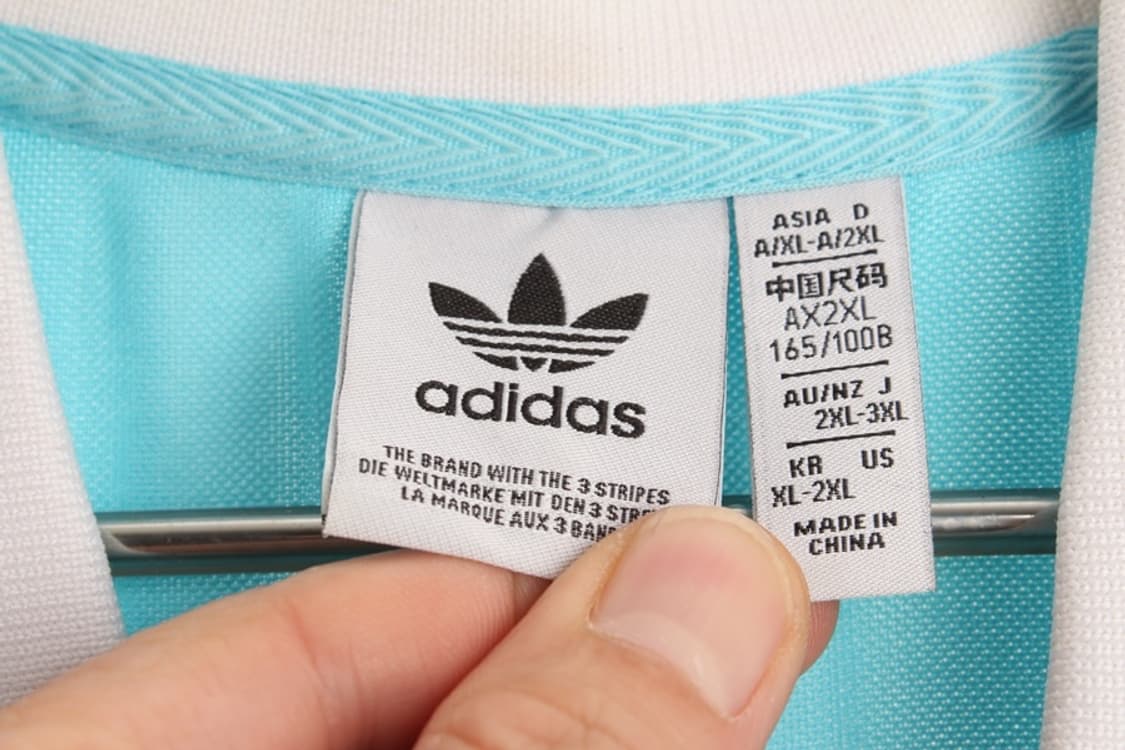 adidas
THE BRAND WITH THE 3 STRIPES
DIE WELTMARKE MIT DEN 3
LA MARQUE AUX 3
ASIA D
A/XL-A/2XL
中国尺码
AX2XL
165/100B
AU/NZ J
2XL-3XL
KR US
XL-2XL
MADE IN
CHINA